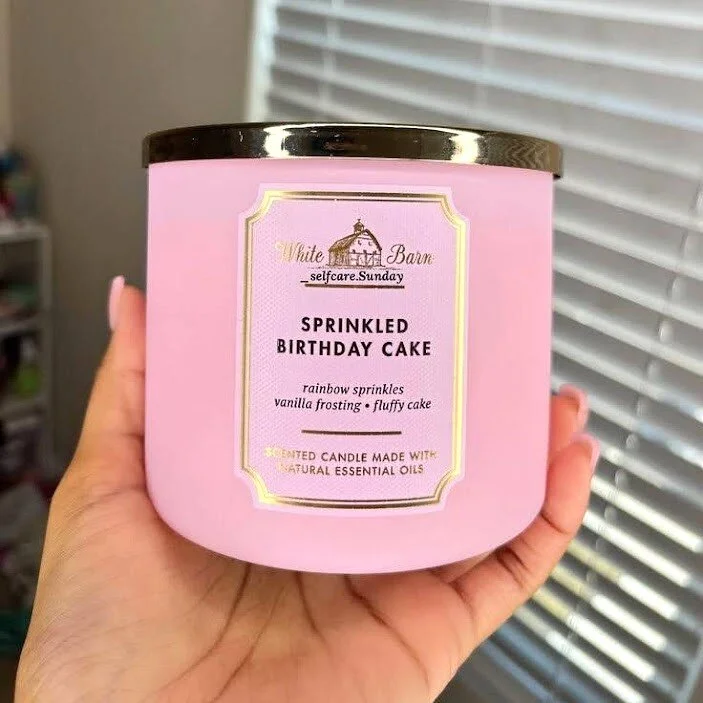 White Barn
_selfcare.Sunday
SPRINKLED
BIRTHDAY CAKE
rainbow sprinkles
vanilla frosting • fluffy cake
SCENTED CANDLE MADE WITH
NATURAL ESSENTIAL OILS